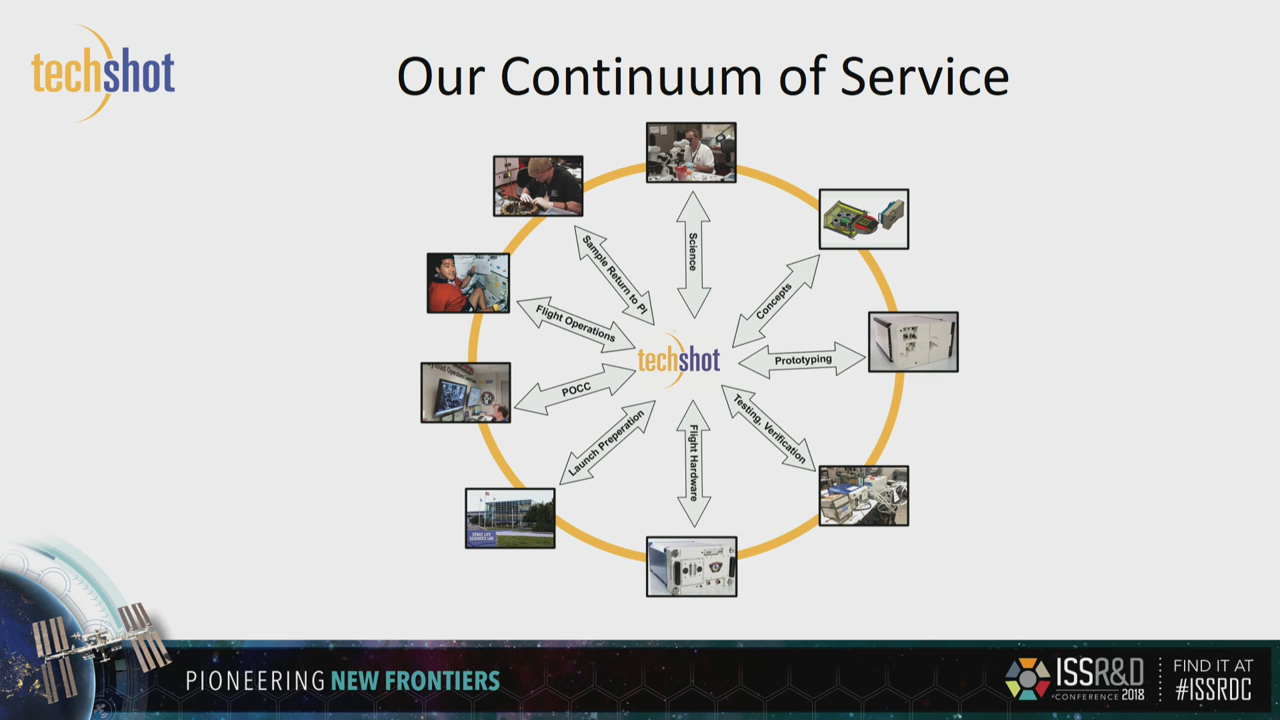 techshot
Our Continuum of Service
Science
Concepts
Prototyping
Testing, Verification
Flight Hardware
Launch Preperation
POCC
Flight Operations
Sample Return to PI
techshot
SPACE LIFE
SCIENCES LAB
PIONEERING NEW FRONTIERS
ISSR&D
CONFERENCE 2018
FIND IT AT
#ISSRDC